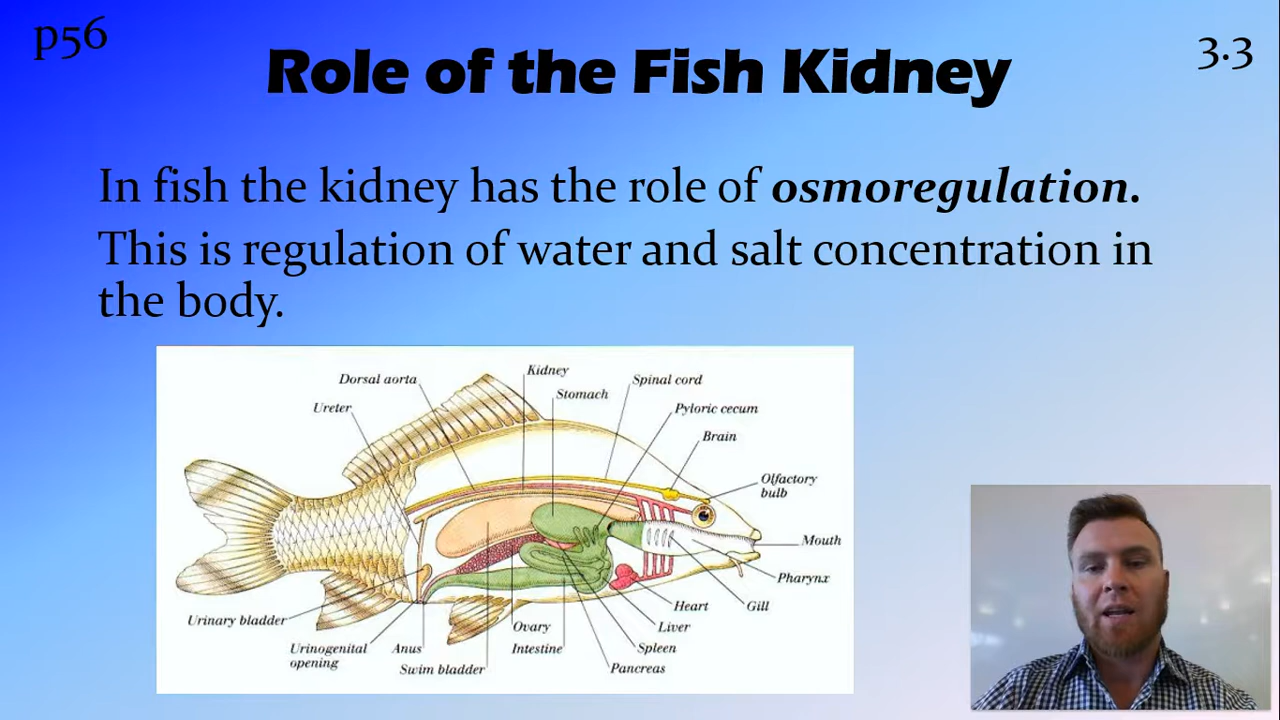 p56
3.3
Role of the Fish Kidney
In fish the kidney has the role of osmoregulation.
This is regulation of water and salt concentration in
the body.
Kidney
Dorsal aorta
Spinal cord
Stomach
Ureter
Pyloric cecum
Brain
Olfactory
bulb
Mouth
Pharynx
Heart
Gill
Urinary bladder
Ovary
Liver
Urinogenital
opening
Anus
Intestine
Spleen
Swim bladder
Pancreas